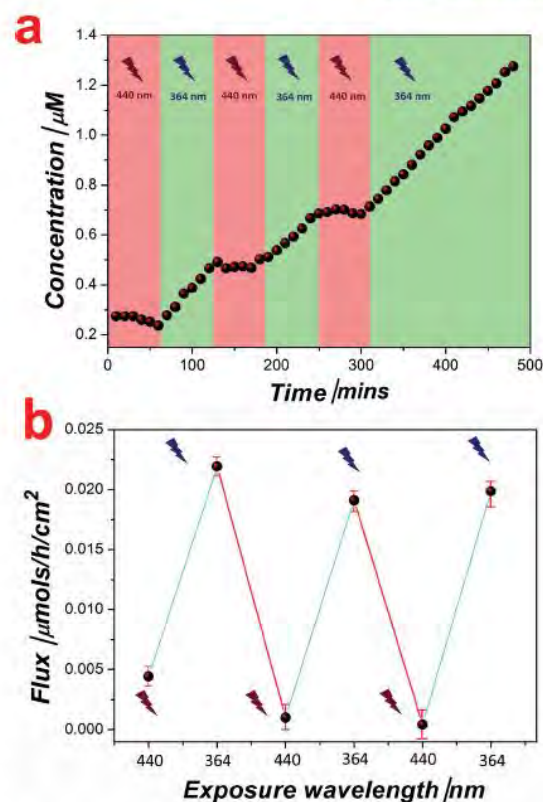 a
Concentration /µM
1.4
1.2
1.0
0.8
0.6
0.4
0.2
440 nm 364 nm 440 nm 364 nm 440 nm 364 nm
0 100 200 300 400 500
Time /mins
b
Flux /µmols/h/cm²
0.025
0.020
0.015
0.010
0.005
0.000
440 364 440 364 440 364
Exposure wavelength /nm